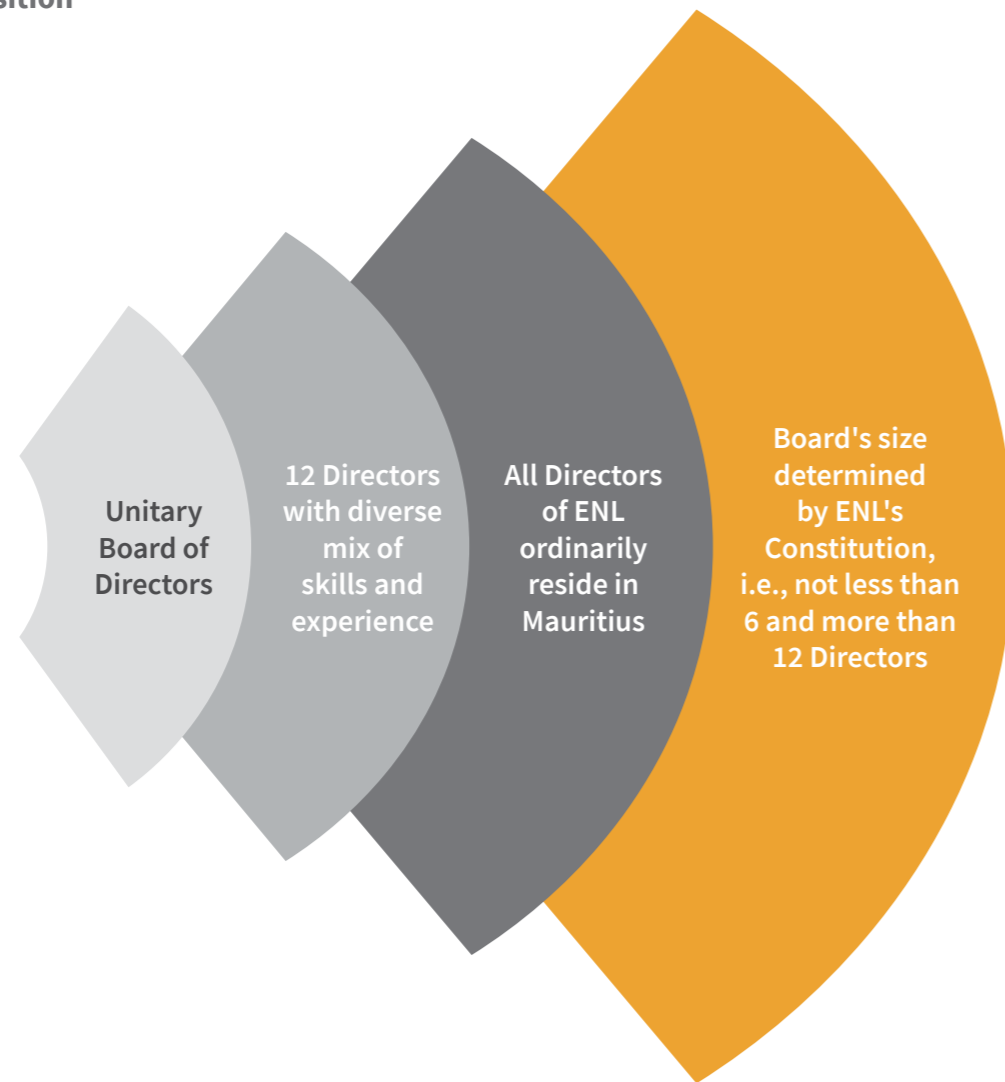 sition
Unitary
Board of
Directors
12 Directors
with diverse
mix of
skills and
experience
All Directors
of ENL
ordinarily
reside in
Mauritius
Board's size
determined
by ENL's
Constitution,
i.e., not less than
6 and more than
12 Directors